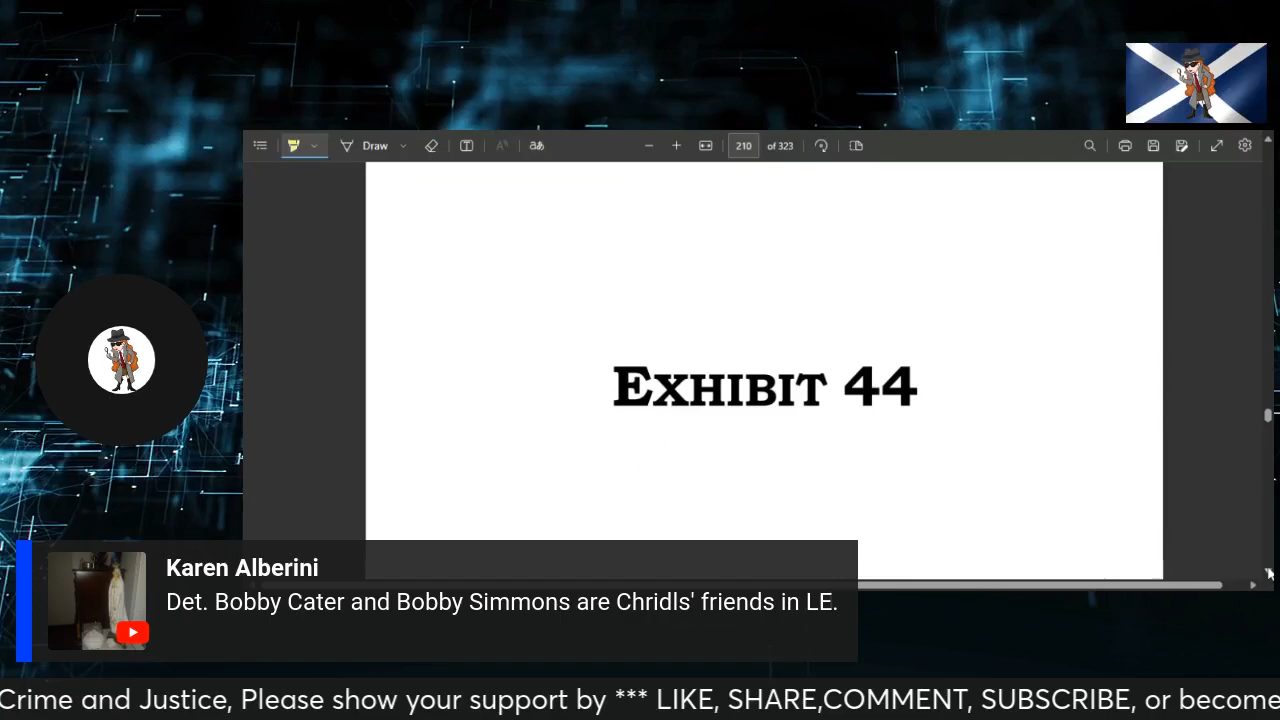 Draw
210 of 323
EXHIBIT 44
Karen Alberini
Det. Bobby Cater and Bobby Simmons are Chridls' friends in LE.
Crime and Justice, Please show your support by *** LIKE, SHARE,COMMENT, SUBSCRIBE, or become